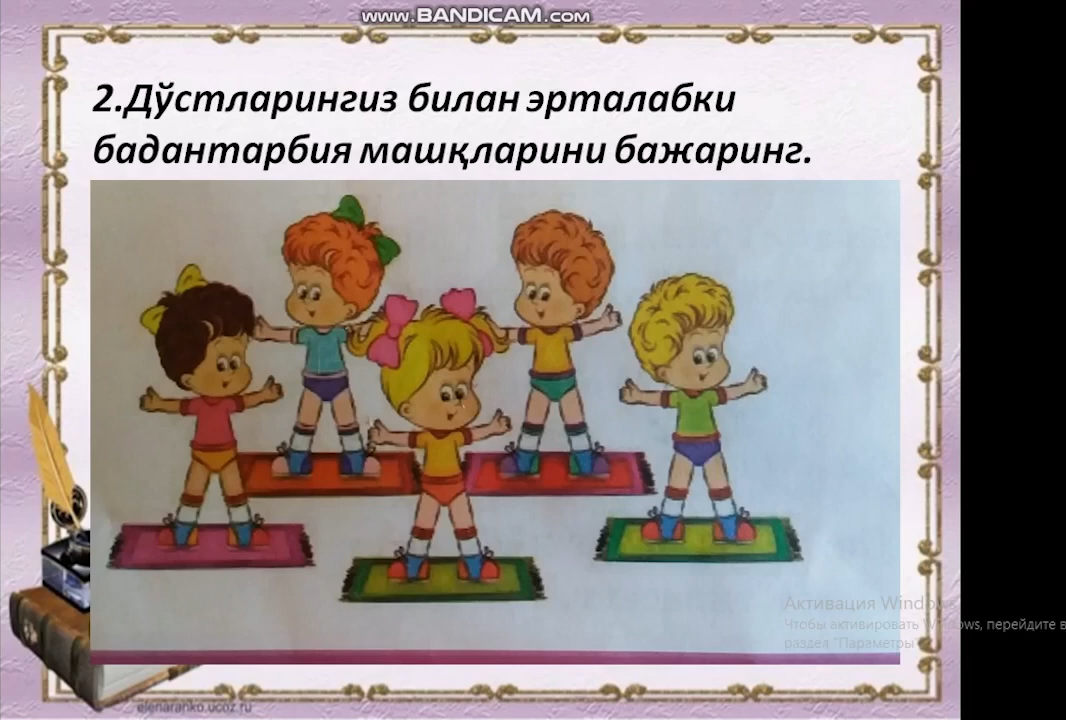 www.BANDICAM.com
2.Дўстларингиз билан эрталабки
бадантарбия машқларини бажаринг.
Активация Windows
Чтобы активировать Windows, перейдите в
раздел "Параметры"
elenaranko.ucoz.ru